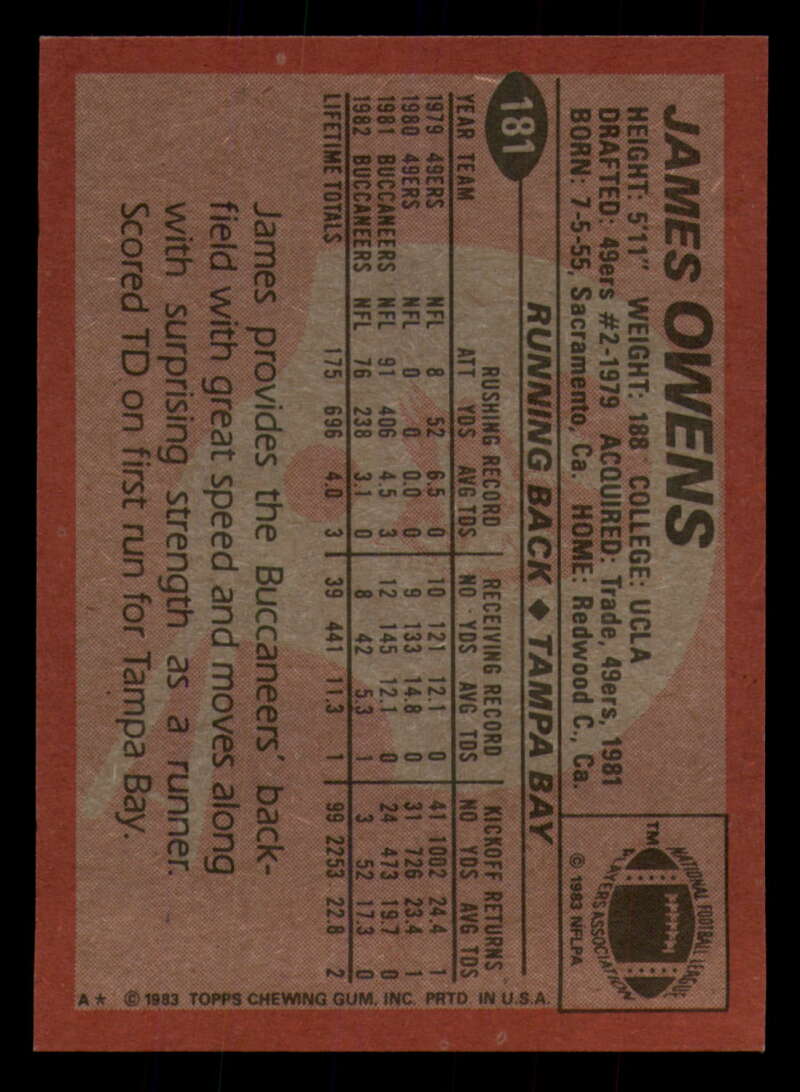 JAMES OWENS
HEIGHT: 5'11" WEIGHT: 188 COLLEGE: UCLA
DRAFTED: 49ers #2-1979 ACQUIRED: Trade, 49ers, 1981
BORN: 7-5-55, Sacramento, Ca. HOME: Redwood C., Ca.
NATIONAL FOOTBALL LEAGUE
PLAYERS ASSOCIATION
TM
© 1983 NFLPA
181
RUNNING BACK ◆ TAMPA BAY
RUSHING RECORD RECEIVING RECORD KICKOFF RETURNS
YEAR TEAM ATT YDS AVG TDS NO YDS AVG TDS NO YDS AVG TDS
1979 49ERS NFL 8 52 6.5 0 10 121 12.1 0 41 1002 24.4 1
1980 49ERS NFL 0 0 0.0 0 9 133 14.8 0 31 726 23.4 1
1981 BUCCANEERS NFL 91 406 4.5 3 12 145 12.1 0 24 473 19.7 0
1982 BUCCANEERS NFL 76 238 3.1 0 8 42 5.3 1 3 52 17.3 0
LIFETIME TOTALS 175 696 4.0 3 39 441 11.3 1 99 2253 22.8 2
James provides the Buccaneers' back-
field with great speed and moves along
with surprising strength as a runner.
Scored TD on first run for Tampa Bay.
A* © 1983 TOPPS CHEWING GUM, INC. PRTD IN U.S.A.